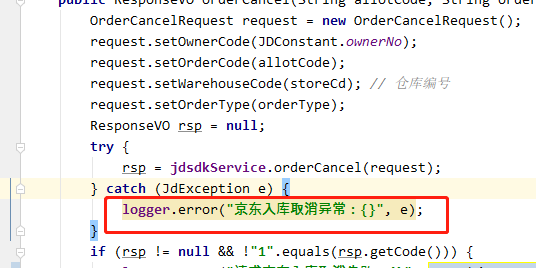 public ResponseVO orderCancel(String allotCode, String order
OrderCancelRequest request = new OrderCancelRequest();
request.setOwnerCode(JDConstant.ownerNo);
request.setOrderCode(allotCode);
request.setWarehouseCode(storeCd); // 仓库编号
request.setOrderType(orderType);
ResponseVO rsp = null;
try {
rsp = jdsdkService.orderCancel(request);
} catch (JdException e) {
logger.error("京东入库取消异常：{}", e);
}
if (rsp != null && !"1".equals(rsp.getCode())) {